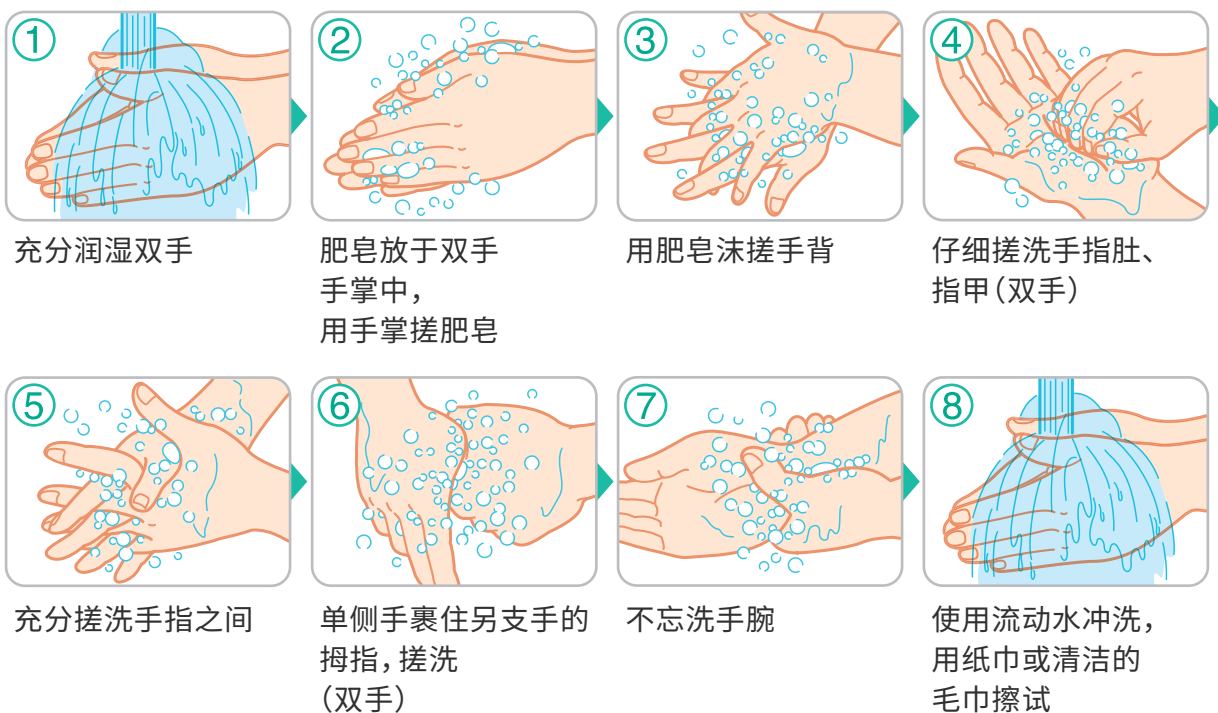 ①
充分润湿双手
②
肥皂放于双手
手掌中，
用手掌搓肥皂
③
用肥皂沫搓手背
④
仔细搓洗手指肚、
指甲（双手）
⑤
充分搓洗手指之间
⑥
单侧手裹住另支手的
拇指，搓洗
（双手）
⑦
不忘洗手腕
⑧
使用流动水冲洗，
用纸巾或清洁的
毛巾擦试